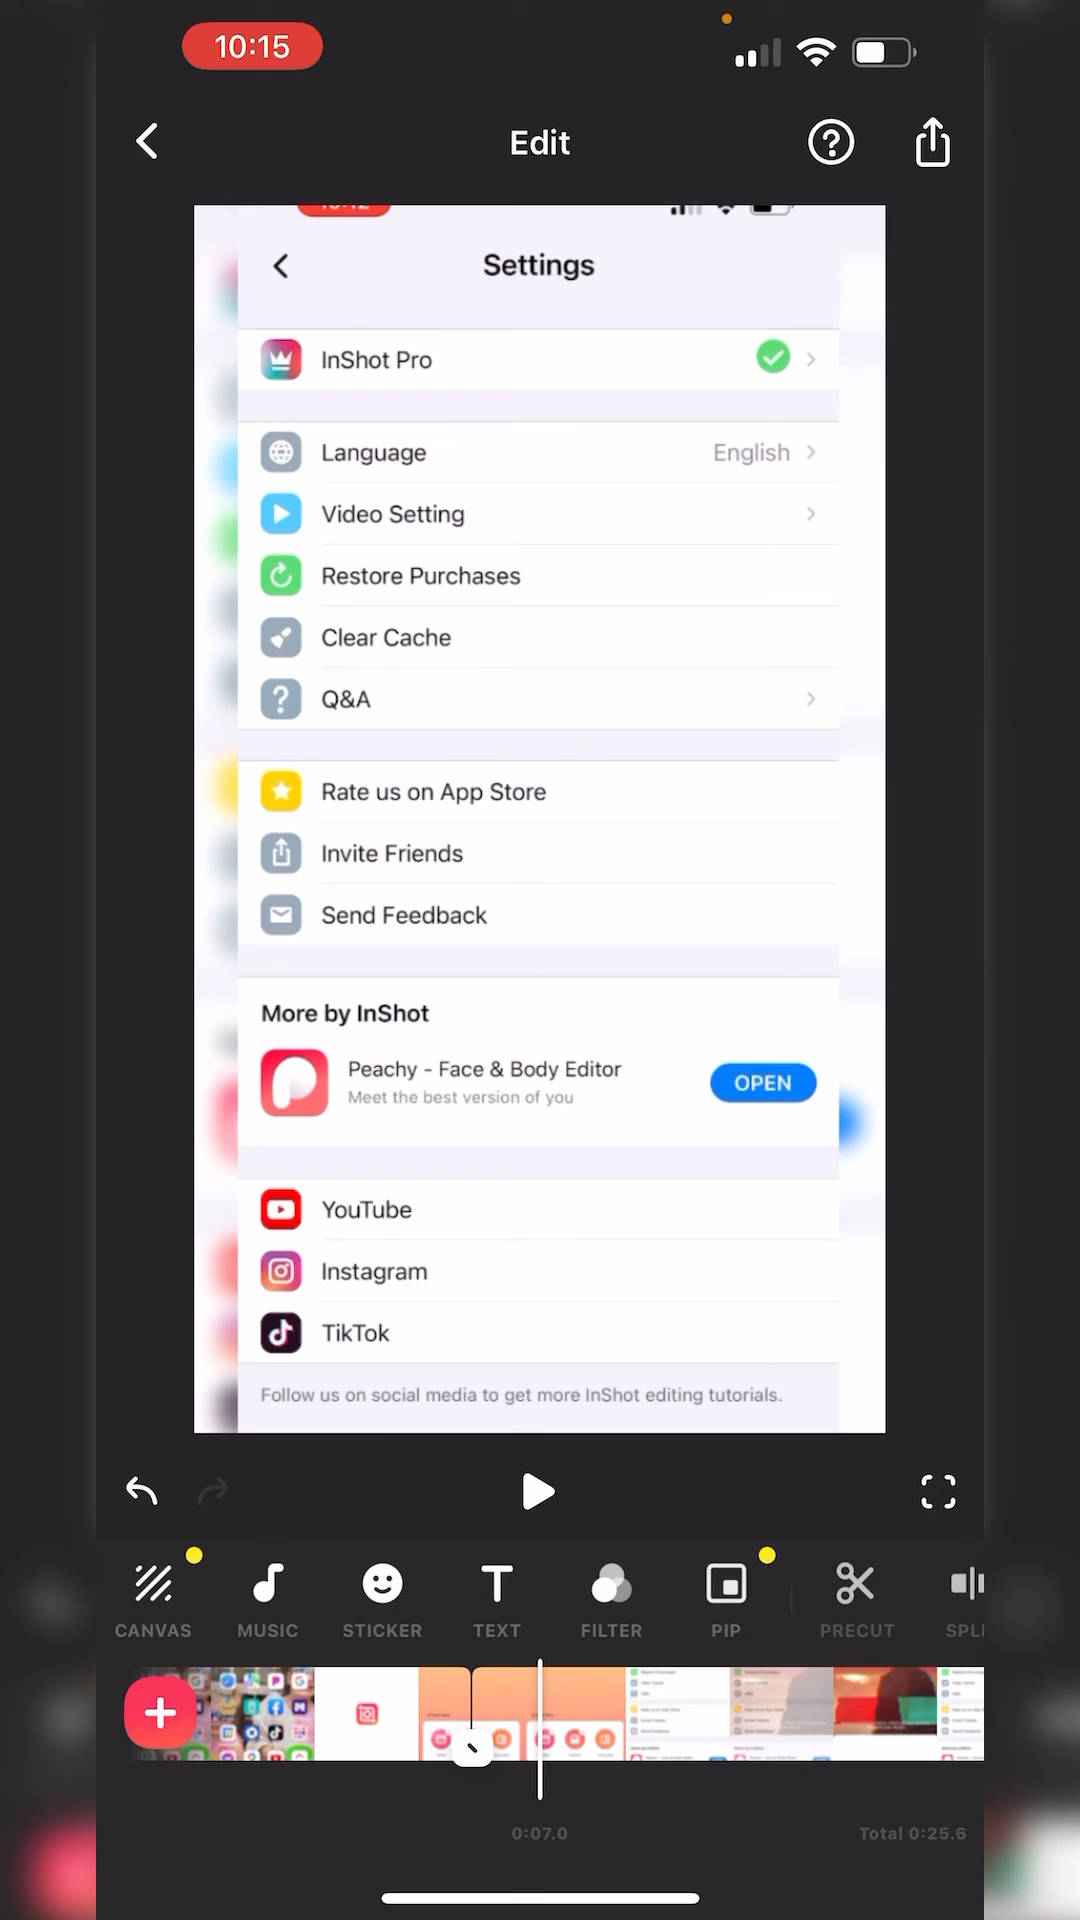 10:15
Edit
Settings
InShot Pro
Language English
Video Setting
Restore Purchases
Clear Cache
Q&A
Rate us on App Store
Invite Friends
Send Feedback
More by InShot
Peachy - Face & Body Editor
Meet the best version of you
OPEN
YouTube
Instagram
TikTok
Follow us on social media to get more InShot editing tutorials.
CANVAS MUSIC STICKER TEXT FILTER PIP PRECUT SPLI
0:07.0 Total 0:25.6